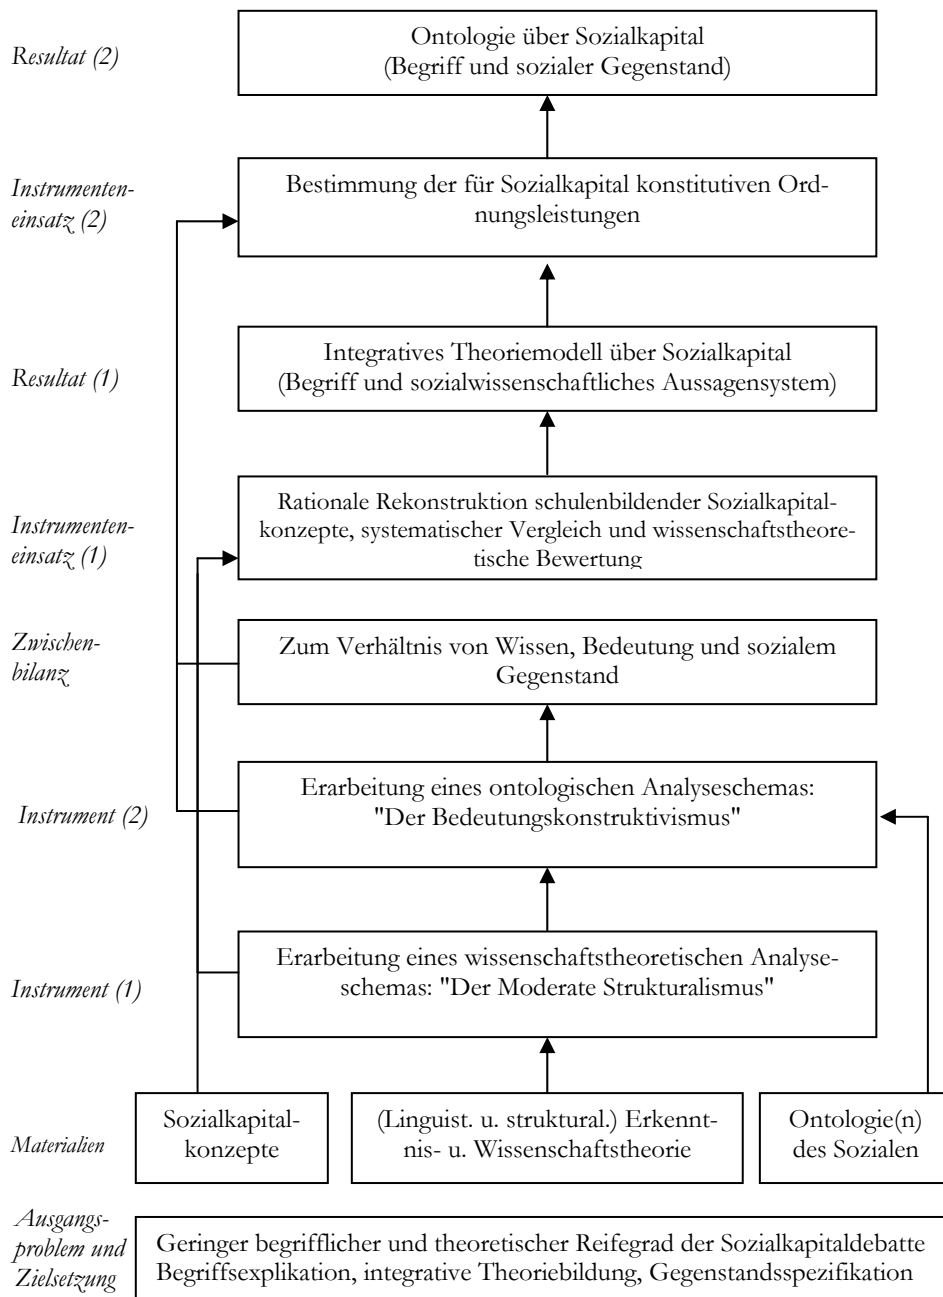 Resultat (2)
Ontologie über Sozialkapital
(Begriff und sozialer Gegenstand)
Instrumenten-
einsatz (2)
Bestimmung der für Sozialkapital konstitutiven Ord-
nungsleistungen
Resultat (1)
Integratives Theoriemodell über Sozialkapital
(Begriff und sozialwissenschaftliches Aussagensystem)
Instrumenten-
einsatz (1)
Rationale Rekonstruktion schulenbildender Sozialkapital-
konzepte, systematischer Vergleich und wissenschaftstheore-
tische Bewertung
Zwischen-
bilanz
Zum Verhältnis von Wissen, Bedeutung und sozialem
Gegenstand
Instrument (2)
Erarbeitung eines ontologischen Analyseschemas:
"Der Bedeutungskonstruktivismus"
Instrument (1)
Erarbeitung eines wissenschaftstheoretischen Analyse-
schemas: "Der Moderate Strukturalismus"
Materialien
Sozialkapital-
konzepte
(Linguist. u. struktural.) Erkennt-
nis- u. Wissenschaftstheorie
Ontologie(n)
des Sozialen
Ausgangs-
problem und
Zielsetzung
Geringer begrifflicher und theoretischer Reifegrad der Sozialkapitaldebatte
Begriffsexplikation, integrative Theoriebildung, Gegenstandsspezifikation